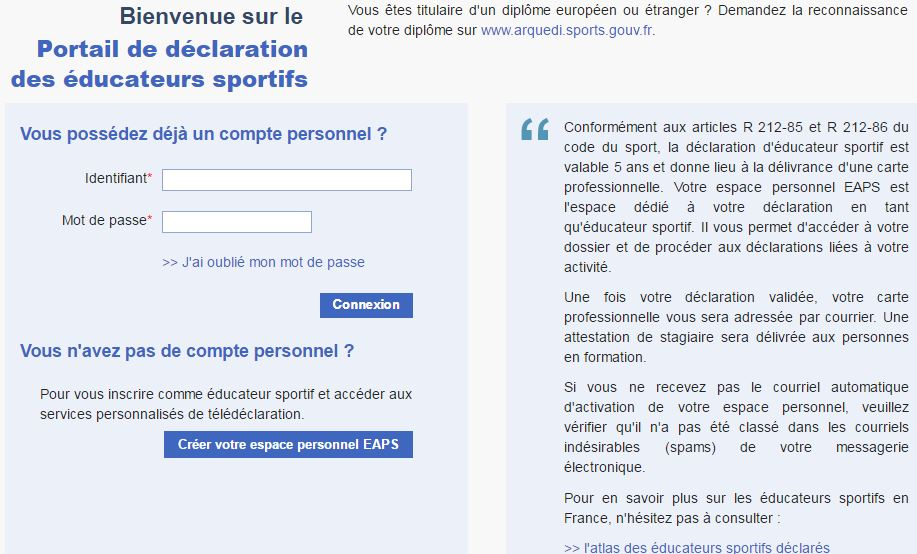 Bienvenue sur le
Portail de déclaration
des éducateurs sportifs
Vous êtes titulaire d'un diplôme européen ou étranger ? Demandez la reconnaissance
de votre diplôme sur www.arquedi.sports.gouv.fr.
Vous possédez déjà un compte personnel ?
Identifiant*
Mot de passe*
>> J'ai oublié mon mot de passe
Connexion
Vous n'avez pas de compte personnel ?
Pour vous inscrire comme éducateur sportif et accéder aux
services personnalisés de télédéclaration.
Créer votre espace personnel EAPS
“
Conformément aux articles R 212-85 et R 212-86 du
code du sport, la déclaration d'éducateur sportif est
valable 5 ans et donne lieu à la délivrance d'une carte
professionnelle. Votre espace personnel EAPS est
l'espace dédié à votre déclaration en tant
qu'éducateur sportif. Il vous permet d'accéder à votre
dossier et de procéder aux déclarations liées à votre
activité.
Une fois votre déclaration validée, votre carte
professionnelle vous sera adressée par courrier. Une
attestation de stagiaire sera délivrée aux personnes
en formation.
Si vous ne recevez pas le courriel automatique
d'activation de votre espace personnel, veuillez
vérifier qu'il n'a pas été classé dans les courriels
indésirables (spams) de votre messagerie
électronique.
Pour en savoir plus sur les éducateurs sportifs en
France, n'hésitez pas à consulter :
>> l'atlas des éducateurs sportifs déclarés